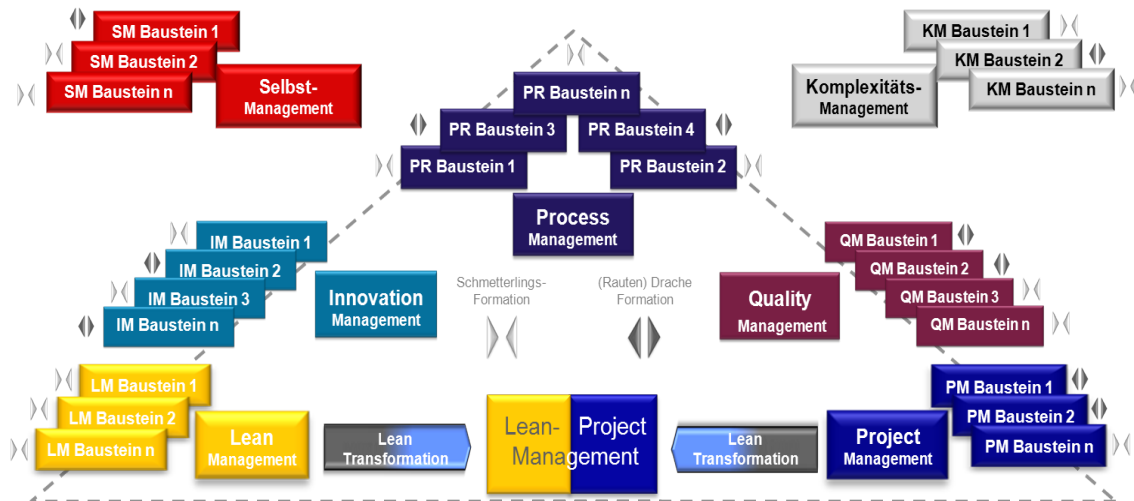 SM Baustein 1
SM Baustein 2
SM Baustein n
Selbst-
Management
KM Baustein 1
KM Baustein 2
KM Baustein n
Komplexitäts-
Management
PR Baustein n
PR Baustein 3
PR Baustein 4
PR Baustein 1
PR Baustein 2
Process
Management
IM Baustein 1
IM Baustein 2
IM Baustein 3
IM Baustein n
Innovation
Management
Schmetterlings-
Formation
(Rauten) Drache
Formation
QM Baustein 1
QM Baustein 2
QM Baustein 3
QM Baustein n
Quality
Management
LM Baustein 1
LM Baustein 2
LM Baustein n
Lean
Management
Lean
Transformation
Lean- Project
Management
Lean
Transformation
Project
Management
PM Baustein 1
PM Baustein 2
PM Baustein n